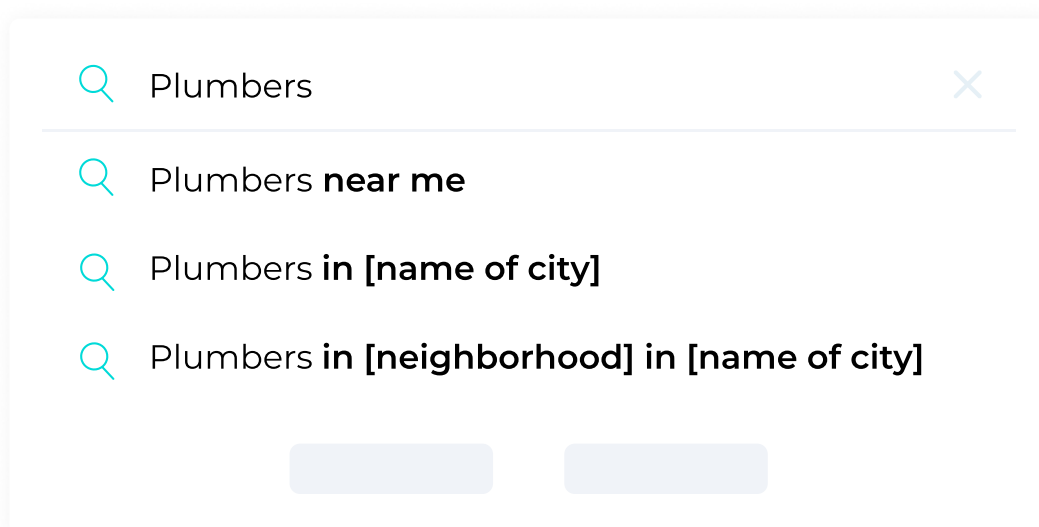 Plumbers
Plumbers near me
Plumbers in [name of city]
Plumbers in [neighborhood] in [name of city]